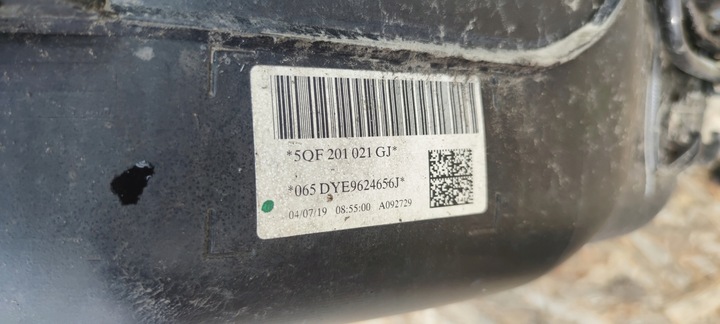 *5QF 201 021 GJ*
*065 DYE9624656J*
04/07/19 08:55:00 A092729